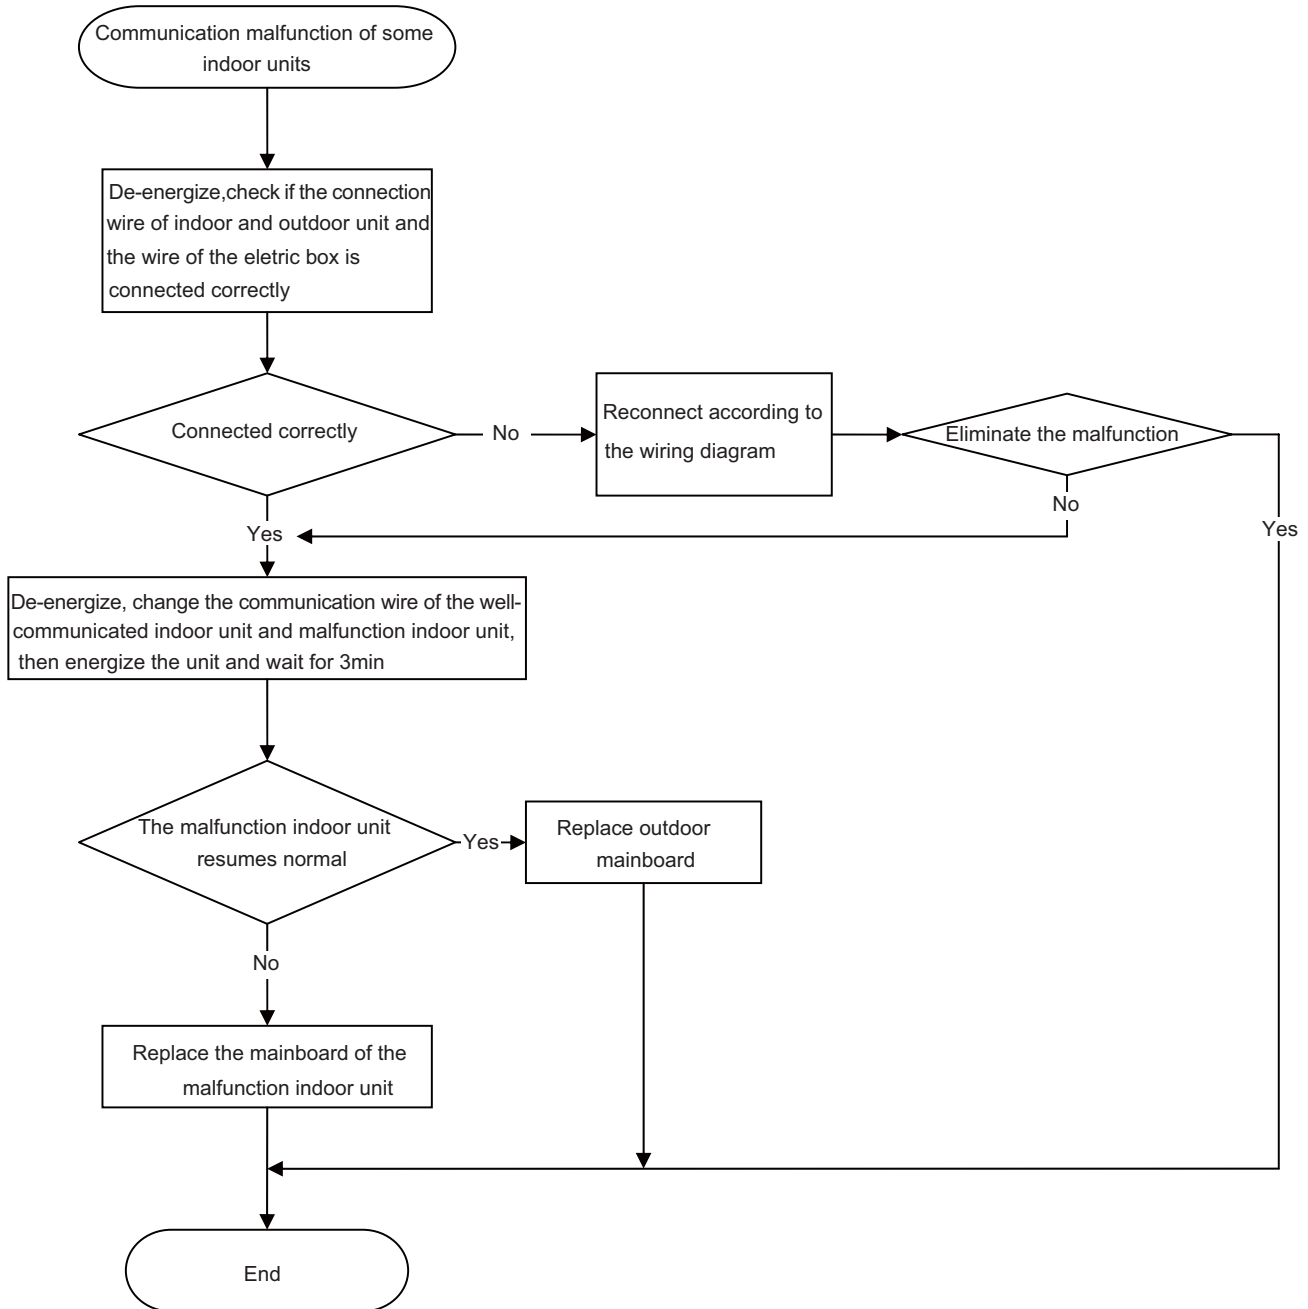 Communication malfunction of some
indoor units
De-energize,check if the connection
wire of indoor and outdoor unit and
the wire of the eletric box is
connected correctly
Connected correctly
No
Reconnect according to
the wiring diagram
Eliminate the malfunction
No
Yes
Yes
De-energize, change the communication wire of the well-
communicated indoor unit and malfunction indoor unit,
then energize the unit and wait for 3min
The malfunction indoor unit
resumes normal
Yes
Replace outdoor
mainboard
No
Replace the mainboard of the
malfunction indoor unit
End